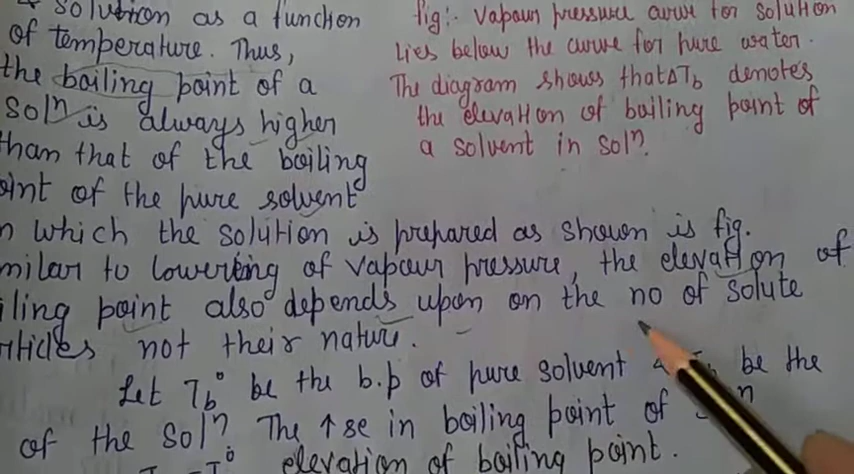 solution as a function
of temperature. Thus,
the boiling point of a
solⁿ is always higher
than that of the boiling
oint of the pure solvent
n which the solution is prepared as shown is fig.
milar to lowering of vapour pressure, the elevation of
iling point also depends upon on the no of solute
rticles not their nature.
Let Tb° be the b.p of pure solvent & be the
of the solⁿ The ↑se in boiling point of
elevation of boiling point.
fig:- Vapour pressure curve for solution
lies below the curve for pure water.
The diagram shows that ΔTb denotes
the elevation of boiling point of
a solvent in solⁿ.